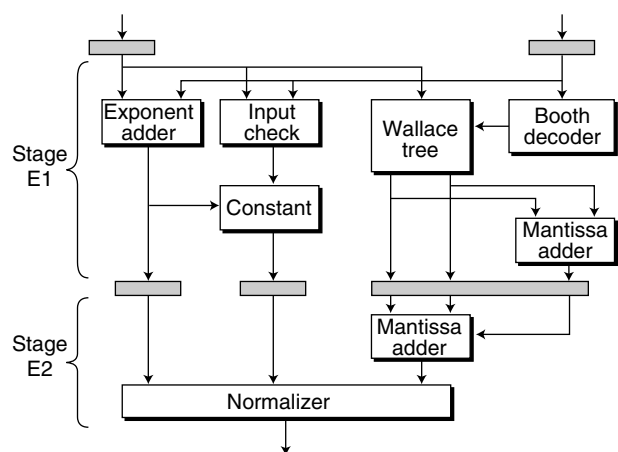 Exponent
adder
Input
check
Wallace
tree
Booth
decoder
Stage
E1
Constant
Mantissa
adder
Stage
E2
Mantissa
adder
Normalizer